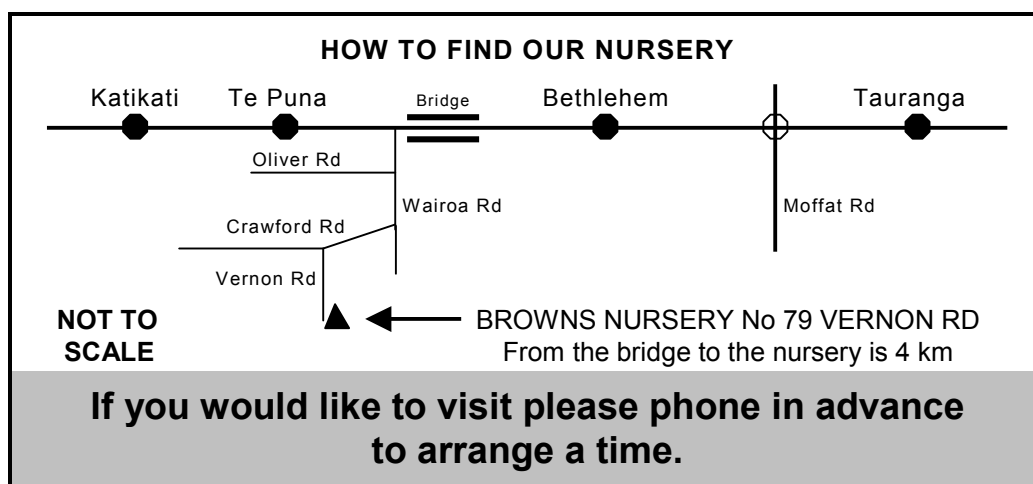 HOW TO FIND OUR NURSERY
Katikati
Te Puna
Bridge
Bethlehem
Tauranga
Oliver Rd
Wairoa Rd
Moffat Rd
Crawford Rd
Vernon Rd
NOT TO
SCALE
BROWNS NURSERY No 79 VERNON RD
From the bridge to the nursery is 4 km
If you would like to visit please phone in advance
to arrange a time.